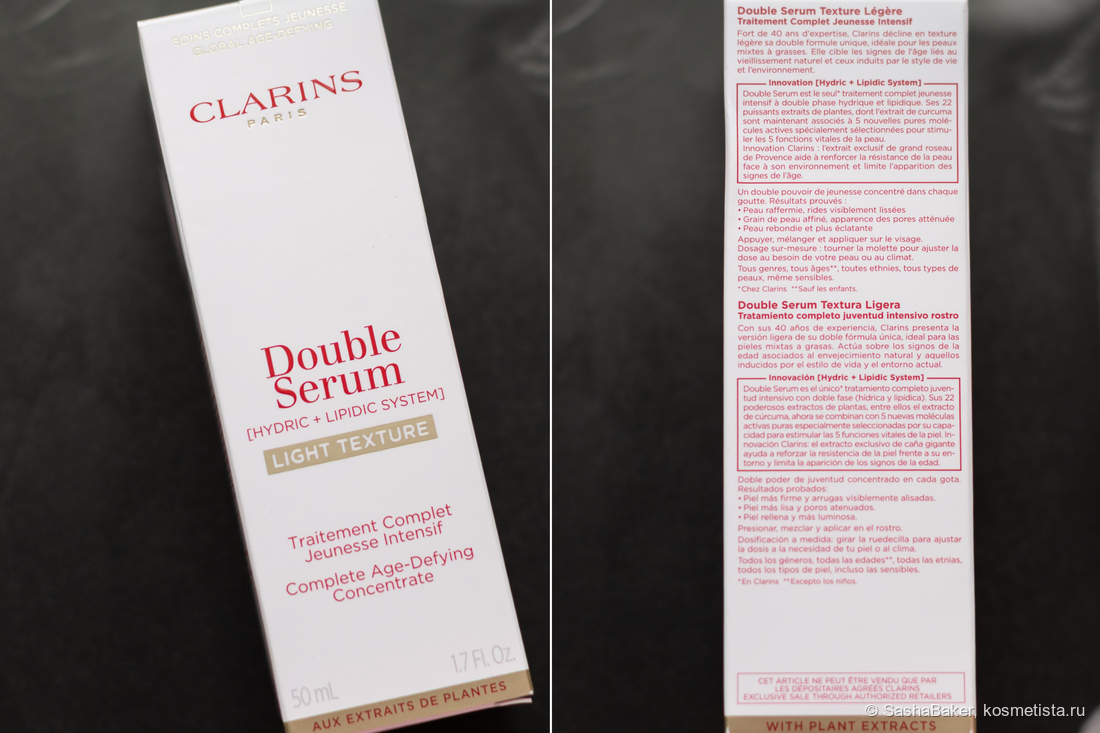 SOINS COMPLETS JEUNESSE
GLOBAL AGE-DEFYING
CLARINS
PARIS
Double
Serum
[HYDRIC + LIPIDIC SYSTEM]
LIGHT TEXTURE
Traitement Complet
Jeunesse Intensif
Complete Age-Defying
Concentrate
50 mL
1.7 Fl. Oz.
AUX EXTRAITS DE PLANTES
Double Serum Texture Légère
Traitement Complet Jeunesse Intensif
Fort de 40 ans d'expertise, Clarins décline en texture
légère sa double formule unique, idéale pour les peaux
mixtes à grasses. Elle cible les signes de l'âge liés au
vieillissement naturel et ceux induits par le style de vie
et l'environnement.
Innovation [Hydric + Lipidic System]
Double Serum est le seul* traitement complet jeunesse
intensif à double phase hydrique et lipidique. Ses 22
puissants extraits de plantes, dont l'extrait de curcuma
sont maintenant associés à 5 nouvelles pures molé-
cules actives spécialement sélectionnées pour stimu-
ler les 5 fonctions vitales de la peau.
Innovation Clarins : l'extrait exclusif de grand roseau
de Provence aide à renforcer la résistance de la peau
face à son environnement et limite l'apparition des
signes de l'âge.
Un double pouvoir de jeunesse concentré dans chaque
goutte. Résultats prouvés :
• Peau raffermie, rides visiblement lissées
• Grain de peau affiné, apparence des pores atténuée
• Peau rebondie et plus éclatante
Appuyer, mélanger et appliquer sur le visage.
Dosage sur-mesure : tourner la molette pour ajuster la
dose au besoin de votre peau ou au climat.
Tous genres, tous âges**, toutes ethnies, tous types de
peaux, même sensibles.
*Chez Clarins **Sauf les enfants.
Double Serum Textura Ligera
Tratamiento completo juventud intensivo rostro
Con sus 40 años de experiencia, Clarins presenta la
versión ligera de su doble fórmula única, ideal para las
pieles mixtas a grasas. Actúa sobre los signos de la
edad asociados al envejecimiento natural y aquellos
inducidos por el estilo de vida y el entorno actual.
Innovación [Hydric + Lipidic System]
Double Serum es el único* tratamiento completo juven-
tud intensivo con doble fase (hídrica y lipídica). Sus 22
poderosos extractos de plantas, entre ellos el extracto
de cúrcuma, ahora se combinan con 5 nuevas moléculas
activas puras especialmente seleccionadas por su capa-
cidad para estimular las 5 funciones vitales de la piel. In-
novación Clarins: el extracto exclusivo de caña gigante
ayuda a reforzar la resistencia de la piel frente a su en-
torno y limita la aparición de los signos de la edad.
Doble poder de juventud concentrado en cada gota.
Resultados probados:
• Piel más firme y arrugas visiblemente alisadas.
• Piel más lisa y poros atenuados.
• Piel rellena y más luminosa.
Presionar, mezclar y aplicar en el rostro.
Dosificación a medida: girar la ruedecilla para ajustar
la dosis a la necesidad de tu piel o al clima.
Todos los géneros, todas las edades**, todas las etnias,
todos los tipos de piel, incluso las sensibles.
*En Clarins **Excepto los niños.
CET ARTICLE NE PEUT ÊTRE VENDU QUE PAR
LES DÉPOSITAIRES AGRÉÉS CLARINS
EXCLUSIVE SALE THROUGH AUTHORIZED RETAILERS
WITH PLANT EXTRACTS
© SashaBaker, kosmetista.ru